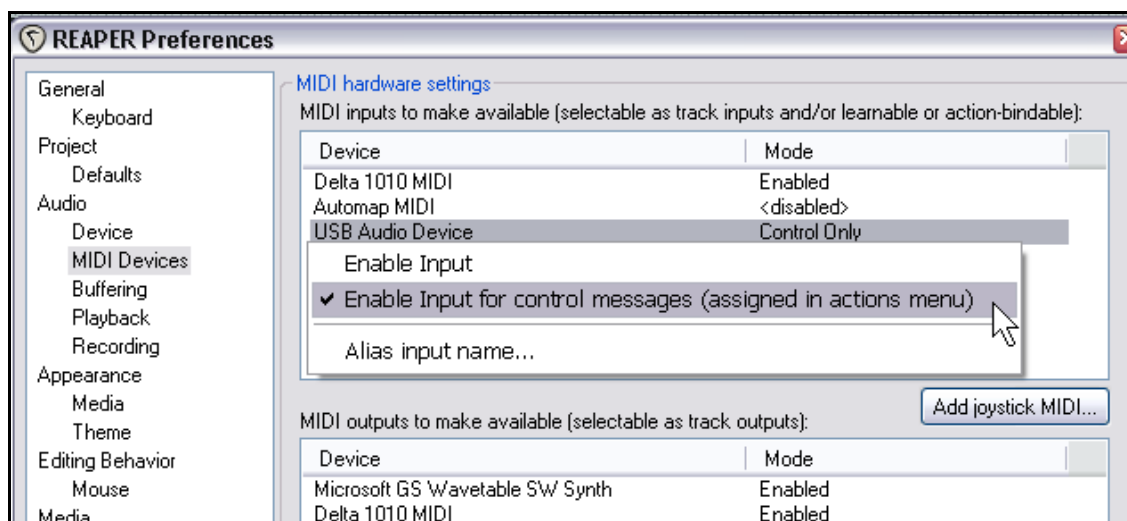 REAPER Preferences
General
Keyboard
Project
Defaults
Audio
Device
MIDI Devices
Buffering
Playback
Recording
Appearance
Media
Theme
Editing Behavior
Mouse
Media
MIDI hardware settings
MIDI inputs to make available (selectable as track inputs and/or learnable or action-bindable):
Device Mode
Delta 1010 MIDI Enabled
Automap MIDI <disabled>
USB Audio Device Control Only
Enable Input
✔ Enable Input for control messages (assigned in actions menu)
Alias input name...
Add joystick MIDI...
MIDI outputs to make available (selectable as track outputs):
Device Mode
Microsoft GS Wavetable SW Synth Enabled
Delta 1010 MIDI Enabled